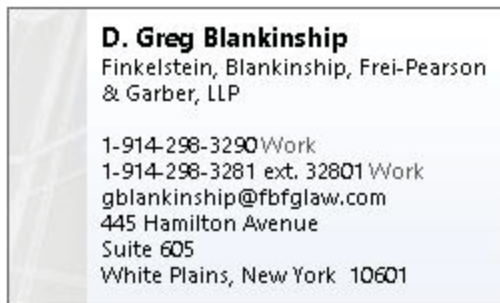 D. Greg Blankinship
Finkelstein, Blankinship, Frei-Pearson
& Garber, LLP
1-914-298-3290 Work
1-914-298-3281 ext. 32801 Work
gblankinship@fbfglaw.com
445 Hamilton Avenue
Suite 605
White Plains, New York 10601